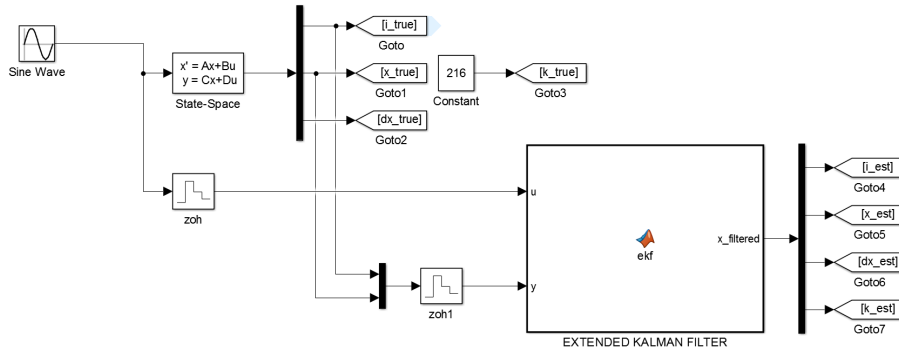 [i_true]
Goto
Sine Wave
x' = Ax+Bu
y = Cx+Du
State-Space
[x_true]
Goto1
216
Constant
[k_true]
Goto3
[dx_true]
Goto2
zoh
u
ekf
x_filtered
y
zoh1
EXTENDED KALMAN FILTER
[i_est]
Goto4
[x_est]
Goto5
[dx_est]
Goto6
[k_est]
Goto7